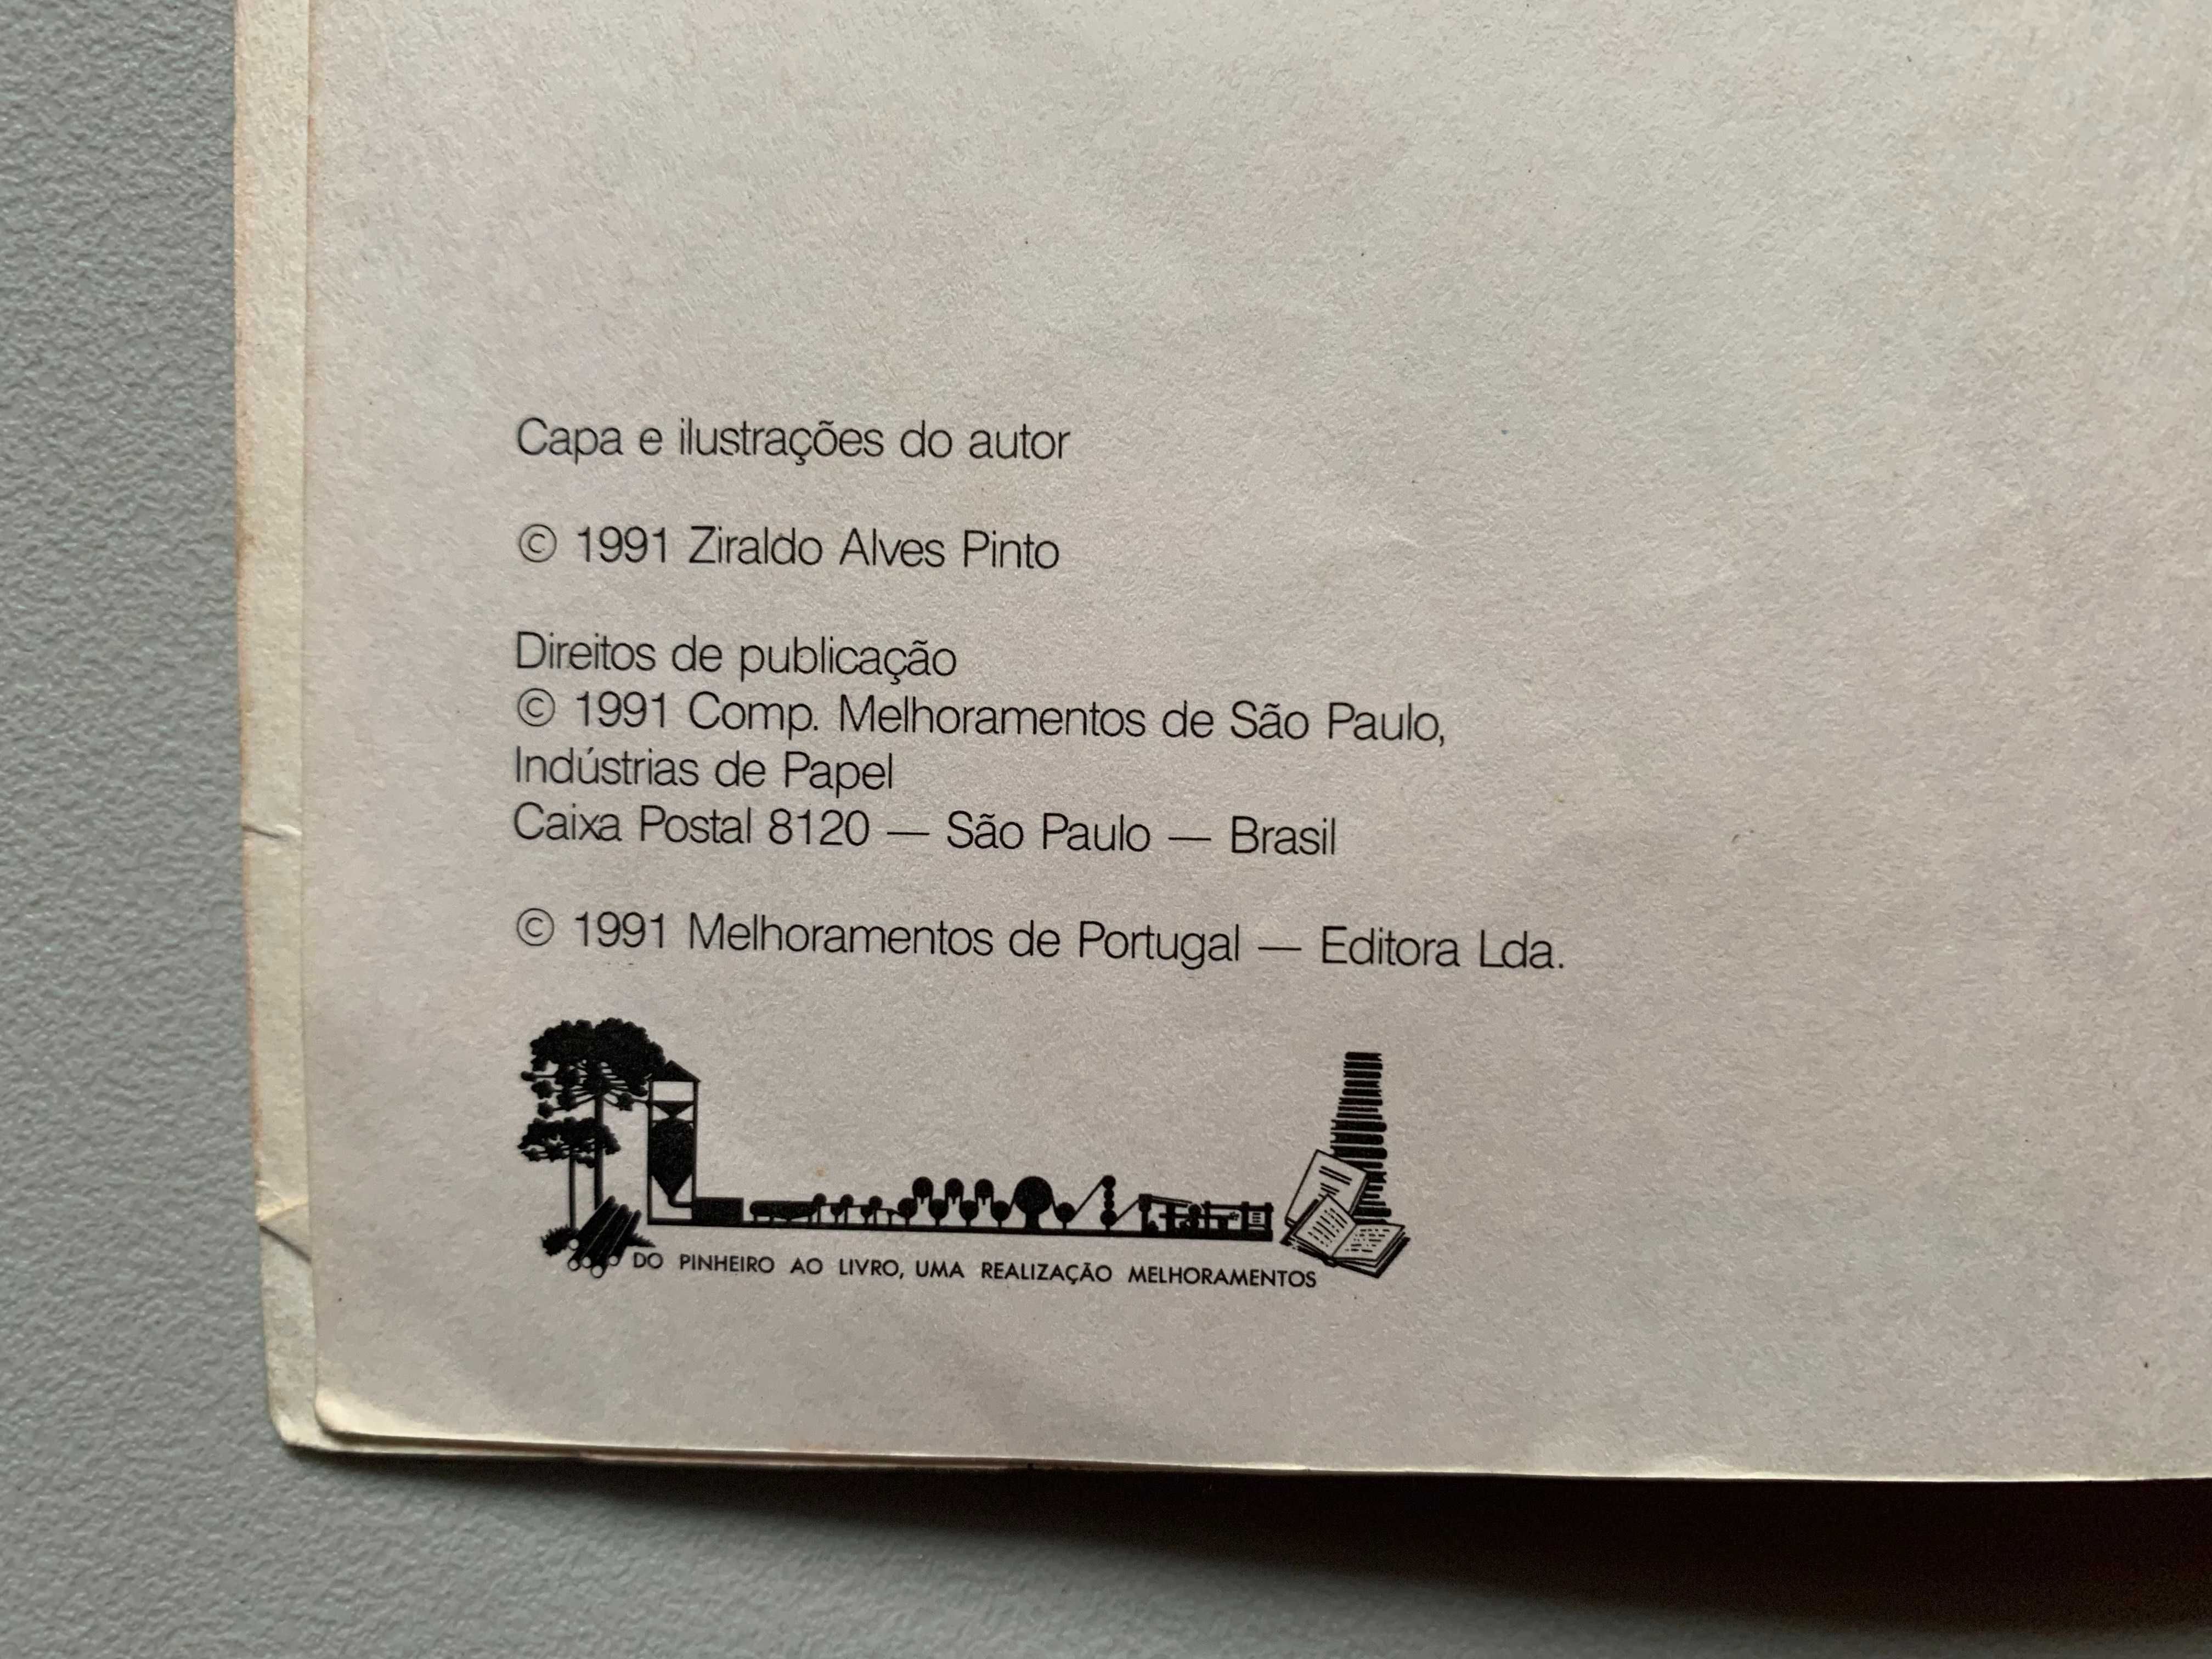 Capa e ilustrações do autor
© 1991 Ziraldo Alves Pinto
Direitos de publicação
© 1991 Comp. Melhoramentos de São Paulo,
Indústrias de Papel
Caixa Postal 8120 — São Paulo — Brasil
© 1991 Melhoramentos de Portugal — Editora Lda.
DO PINHEIRO AO LIVRO, UMA REALIZAÇÃO MELHORAMENTOS